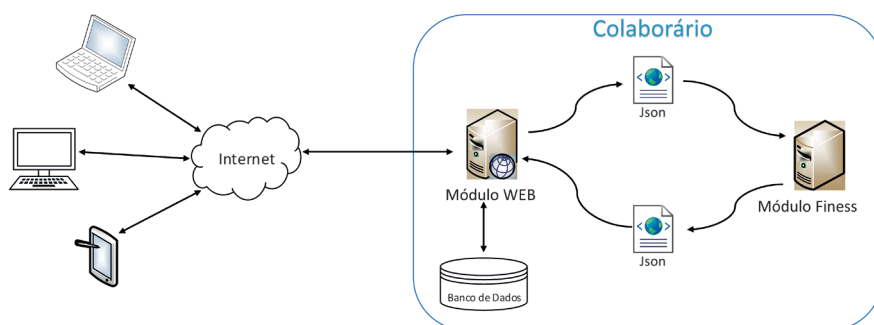 Colaborário
Json
Internet
Módulo WEB
Módulo Finess
Json
Banco de Dados